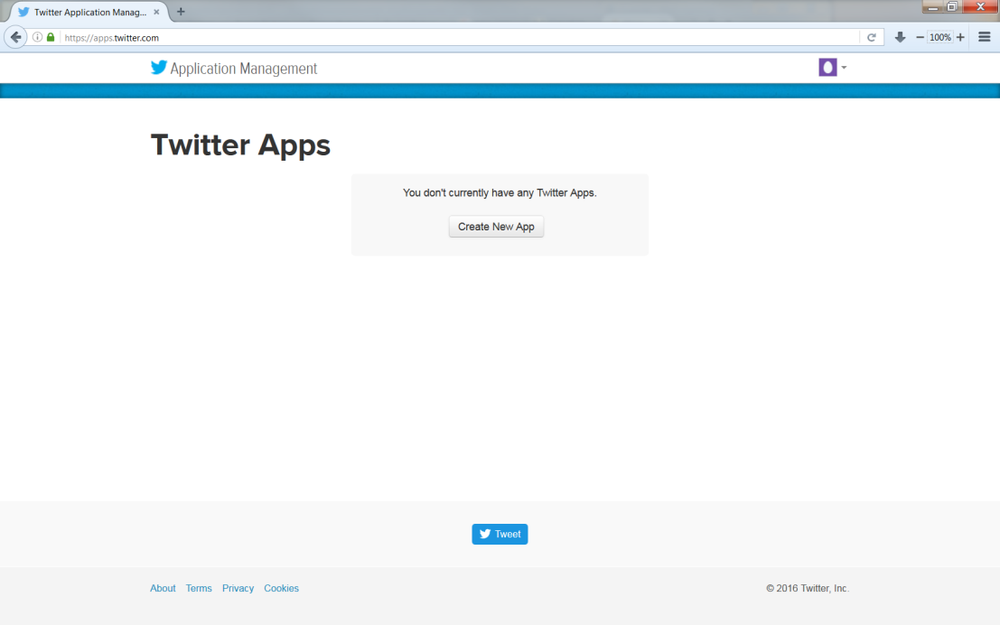 Twitter Application Manag...
https://apps.twitter.com
100%
Application Management
Twitter Apps
You don't currently have any Twitter Apps.
Create New App
Tweet
About Terms Privacy Cookies © 2016 Twitter, Inc.